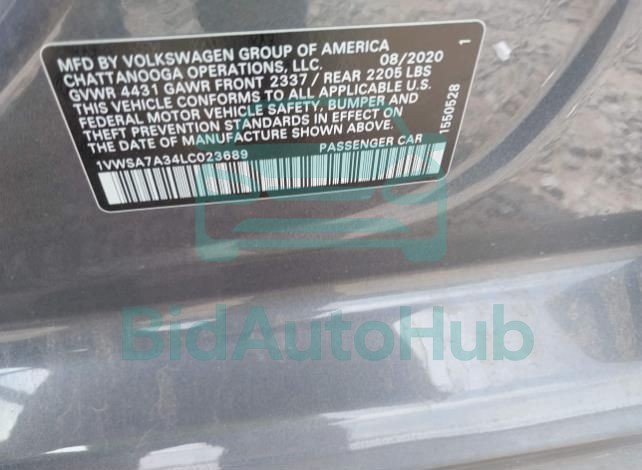 MFD BY VOLKSWAGEN GROUP OF AMERICA
CHATTANOOGA OPERATIONS, LLC. 08/2020 1
GVWR 4431 GAWR FRONT 2337 / REAR 2205 LBS
THIS VEHICLE CONFORMS TO ALL APPLICABLE U.S.
FEDERAL MOTOR VEHICLE SAFETY, BUMPER AND
THEFT PREVENTION STANDARDS IN EFFECT ON
THE DATE OF MANUFACTURE SHOWN ABOVE.
1VWSA7A34LC023689 PASSENGER CAR
1550528
BidAutoHub